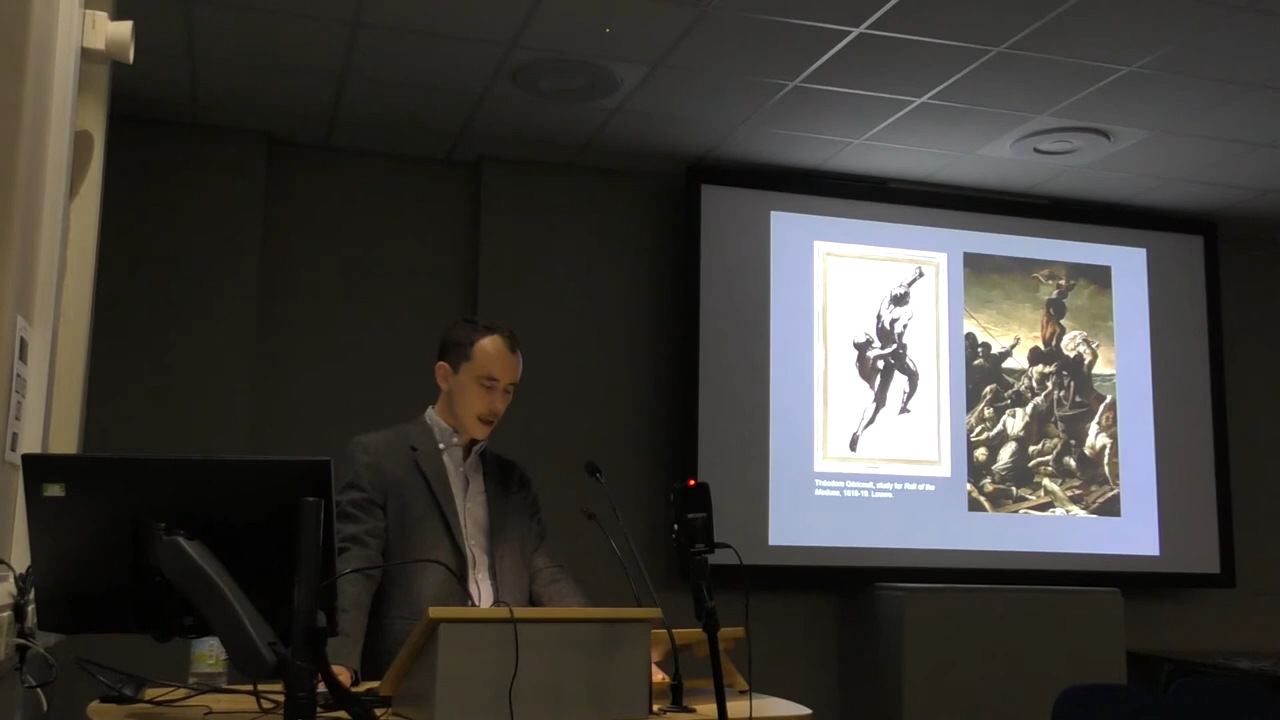 Théodore Géricault, study for Raft of the
Medusa, 1818-19. Louvre.